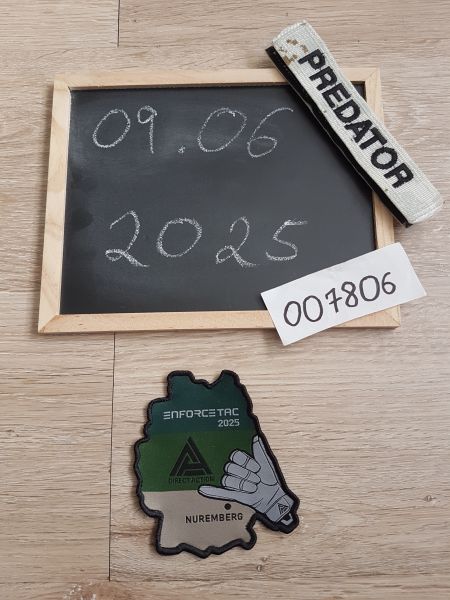 PREDATOR
09.06
2025
007806
ENFORCETAC
2025
DIRECT ACTION
NUREMBERG